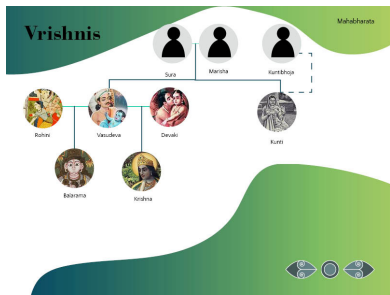 Vrishnis
Mahabharata
Sura
Marisha
Kuntibhoja
Rohini
Vasudeva
Devaki
Kunti
Balarama
Krishna